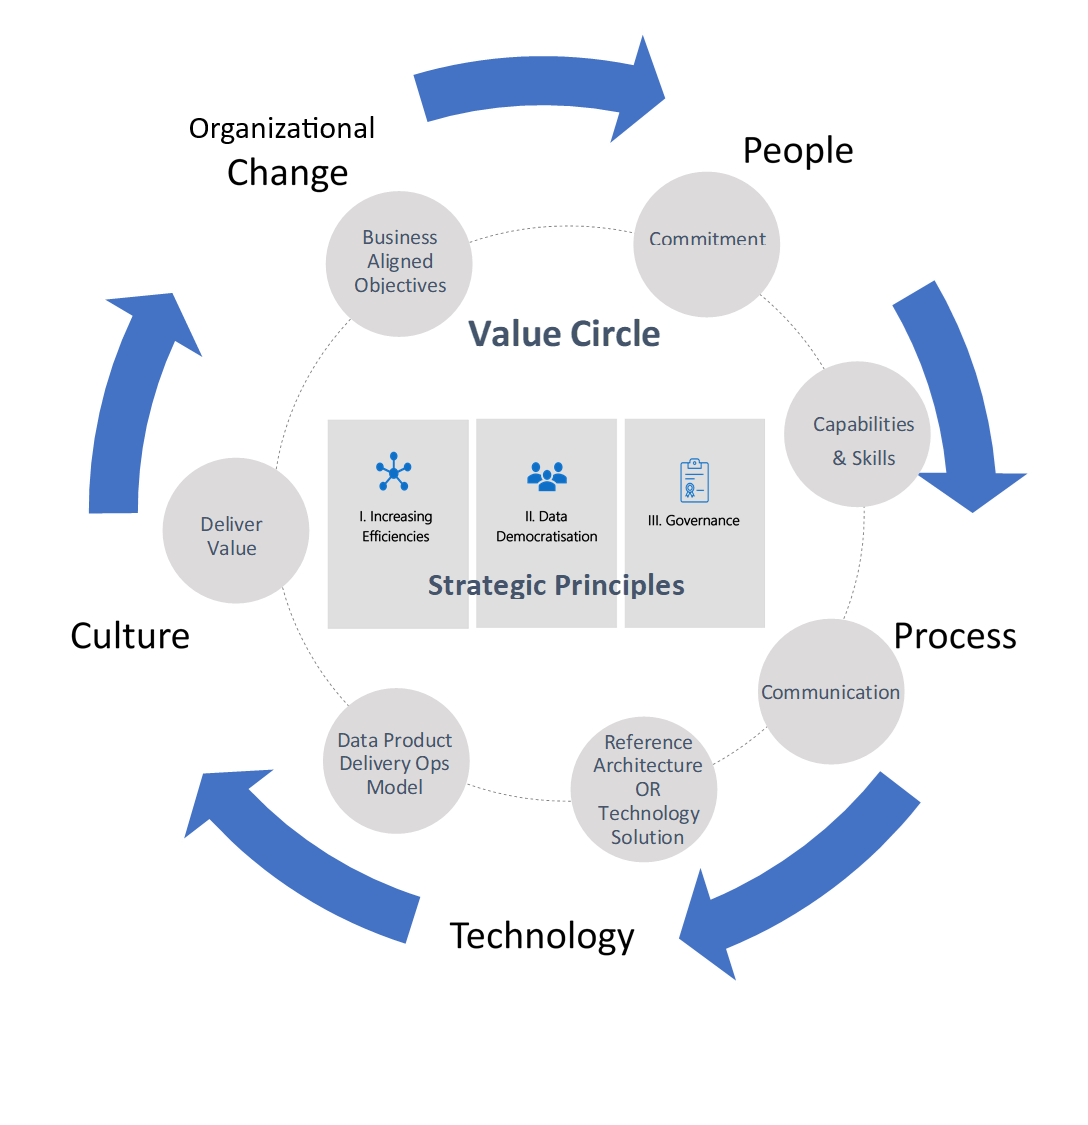 Organizational
Change
People
Business
Aligned
Objectives
Commitment
Value Circle
Capabilities
& Skills
I. Increasing
Efficiencies
II. Data
Democratisation
III. Governance
Strategic Principles
Deliver
Value
Culture
Process
Communication
Data Product
Delivery Ops
Model
Reference
Architecture
OR
Technology
Solution
Technology